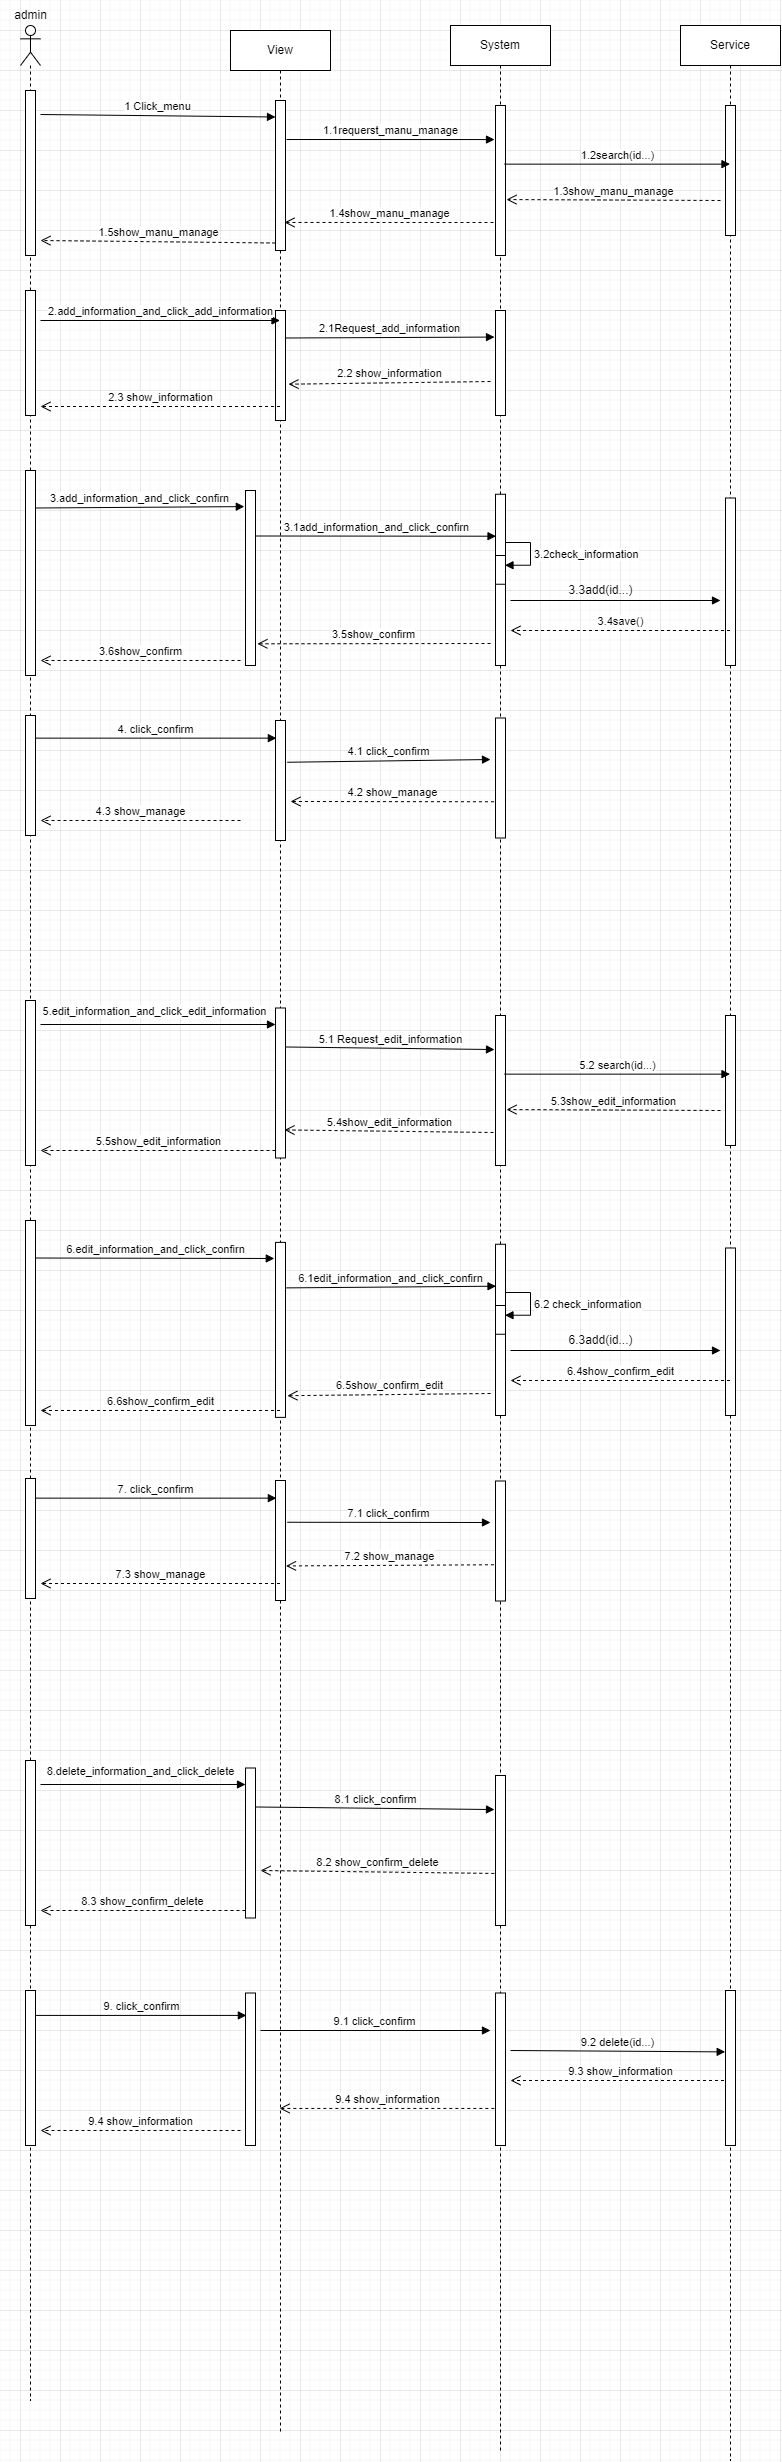 admin
View
System
Service
1 Click_menu
1.1requerst_manu_manage
1.2search(id...)
1.3show_manu_manage
1.4show_manu_manage
1.5show_manu_manage
2.add_information_and_click_add_information
2.1Request_add_information
2.2 show_information
2.3 show_information
3.add_information_and_click_confirn
3.1add_information_and_click_confirn
3.2check_information
3.3add(id...)
3.4save()
3.5show_confirm
3.6show_confirm
4. click_confirm
4.1 click_confirm
4.2 show_manage
4.3 show_manage
5.edit_information_and_click_edit_information
5.1 Request_edit_information
5.2 search(id...)
5.3show_edit_information
5.4show_edit_information
5.5show_edit_information
6.edit_information_and_click_confirn
6.1edit_information_and_click_confirn
6.2 check_information
6.3add(id...)
6.4show_confirm_edit
6.5show_confirm_edit
6.6show_confirm_edit
7. click_confirm
7.1 click_confirm
7.2 show_manage
7.3 show_manage
8.delete_information_and_click_delete
8.1 click_confirm
8.2 show_confirm_delete
8.3 show_confirm_delete
9. click_confirm
9.1 click_confirm
9.2 delete(id...)
9.3 show_information
9.4 show_information
9.4 show_information